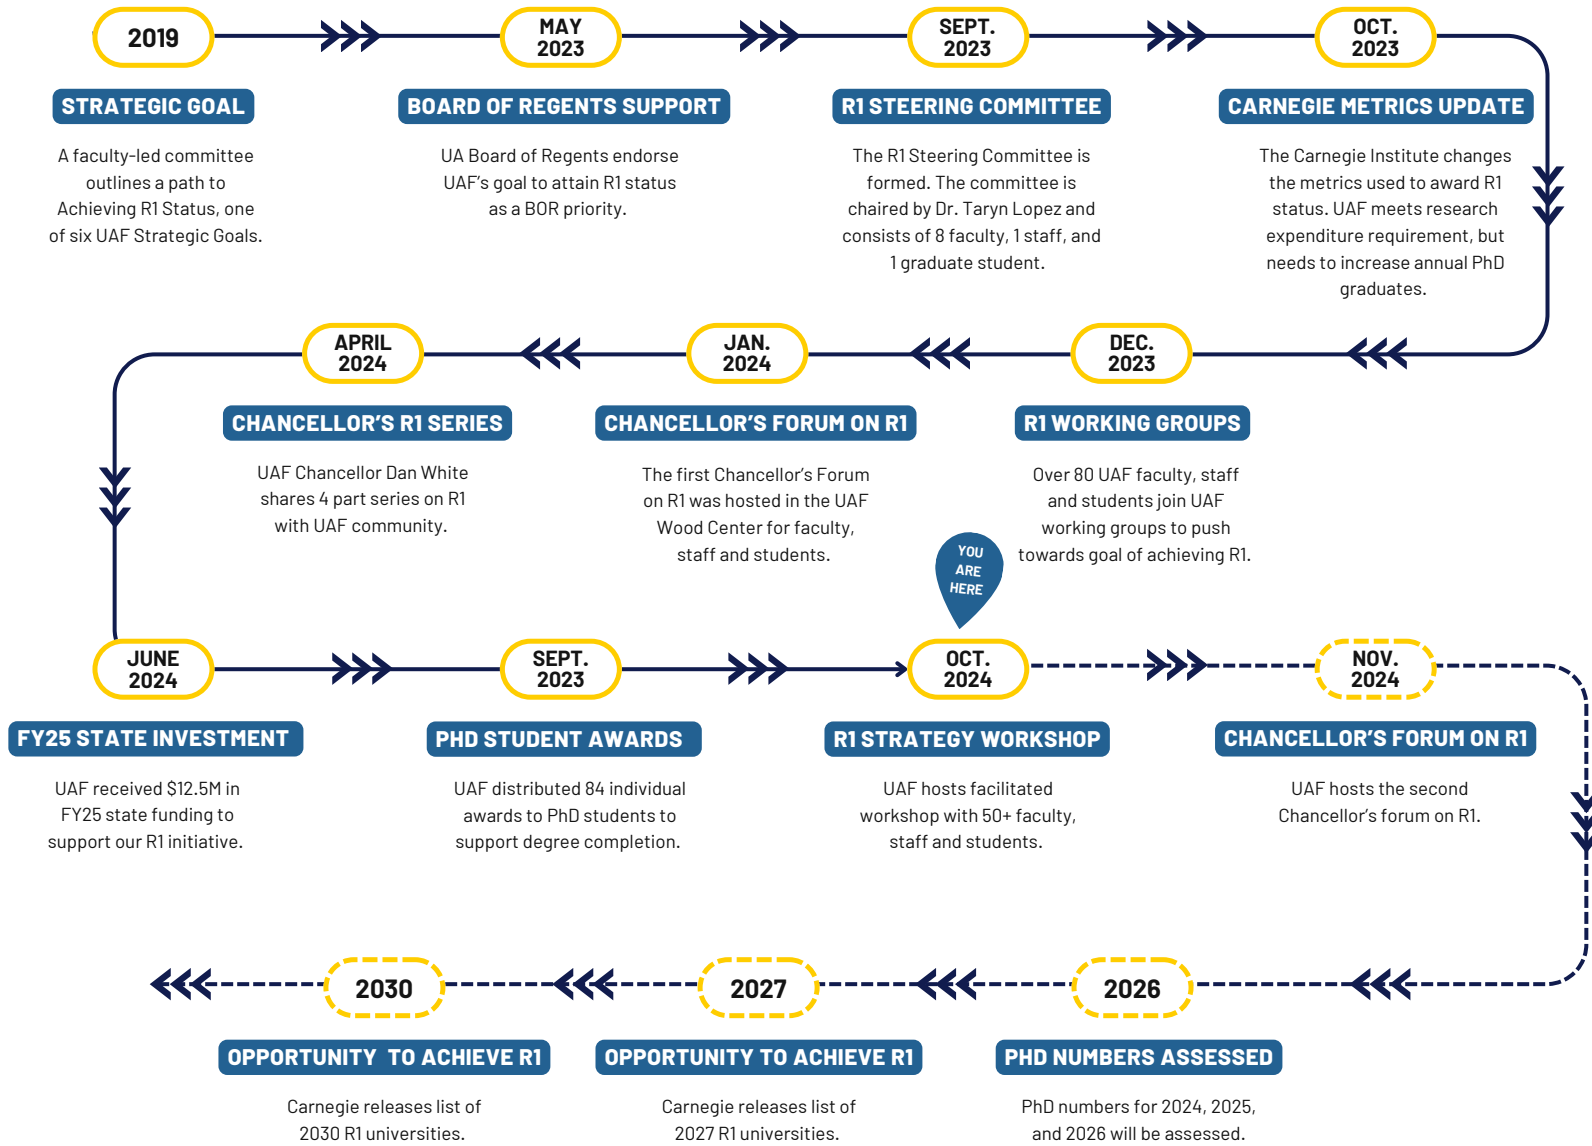 2019
STRATEGIC GOAL
A faculty-led committee
outlines a path to
Achieving R1 Status, one
of six UAF Strategic Goals.
MAY
2023
BOARD OF REGENTS SUPPORT
UA Board of Regents endorse
UAF's goal to attain R1 status
as a BOR priority.
SEPT.
2023
R1 STEERING COMMITTEE
The R1 Steering Committee is
formed. The committee is
chaired by Dr. Taryn Lopez and
consists of 8 faculty, 1 staff, and
1 graduate student.
OCT.
2023
CARNEGIE METRICS UPDATE
The Carnegie Institute changes
the metrics used to award R1
status. UAF meets research
expenditure requirement, but
needs to increase annual PhD
graduates.
DEC.
2023
R1 WORKING GROUPS
Over 80 UAF faculty, staff
and students join UAF
working groups to push
towards goal of achieving R1.
JAN.
2024
CHANCELLOR'S FORUM ON R1
The first Chancellor's Forum
on R1 was hosted in the UAF
Wood Center for faculty,
staff and students.
APRIL
2024
CHANCELLOR'S R1 SERIES
UAF Chancellor Dan White
shares 4 part series on R1
with UAF community.
JUNE
2024
FY25 STATE INVESTMENT
UAF received $12.5M in
FY25 state funding to
support our R1 initiative.
SEPT.
2023
PHD STUDENT AWARDS
UAF distributed 84 individual
awards to PhD students to
support degree completion.
YOU
ARE
HERE
OCT.
2024
R1 STRATEGY WORKSHOP
UAF hosts facilitated
workshop with 50+ faculty,
staff and students.
NOV.
2024
CHANCELLOR'S FORUM ON R1
UAF hosts the second
Chancellor's forum on R1.
2026
PHD NUMBERS ASSESSED
PhD numbers for 2024, 2025,
and 2026 will be assessed.
2027
OPPORTUNITY TO ACHIEVE R1
Carnegie releases list of
2027 R1 universities.
2030
OPPORTUNITY TO ACHIEVE R1
Carnegie releases list of
2030 R1 universities.